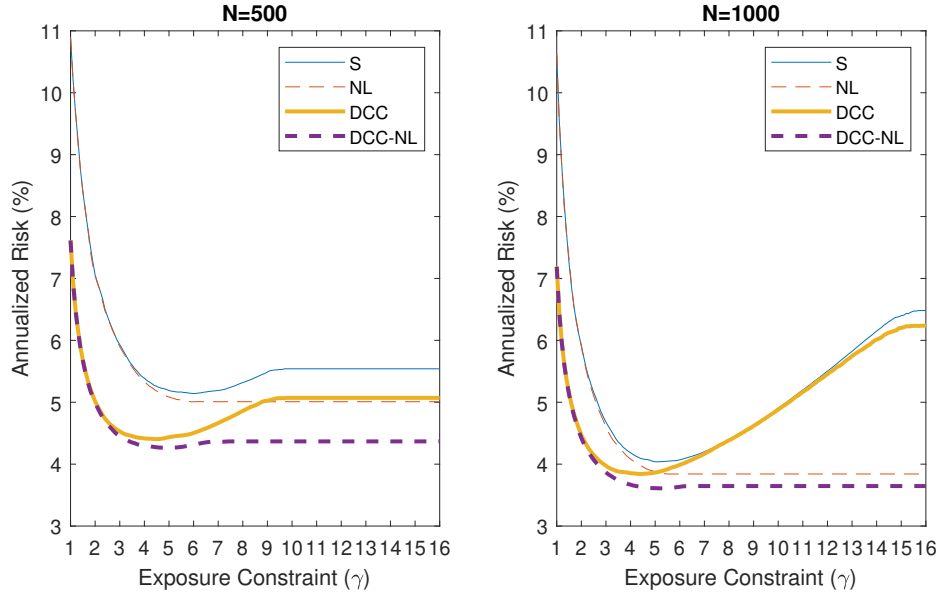 N=500
11
10
9
8
7
6
5
4
3
Annualized Risk (%)
1 2 3 4 5 6 7 8 9 10 11 12 13 14 15 16
Exposure Constraint (γ)
S
NL
DCC
DCC-NL
N=1000
11
10
9
8
7
6
5
4
3
Annualized Risk (%)
1 2 3 4 5 6 7 8 9 10 11 12 13 14 15 16
Exposure Constraint (γ)
S
NL
DCC
DCC-NL